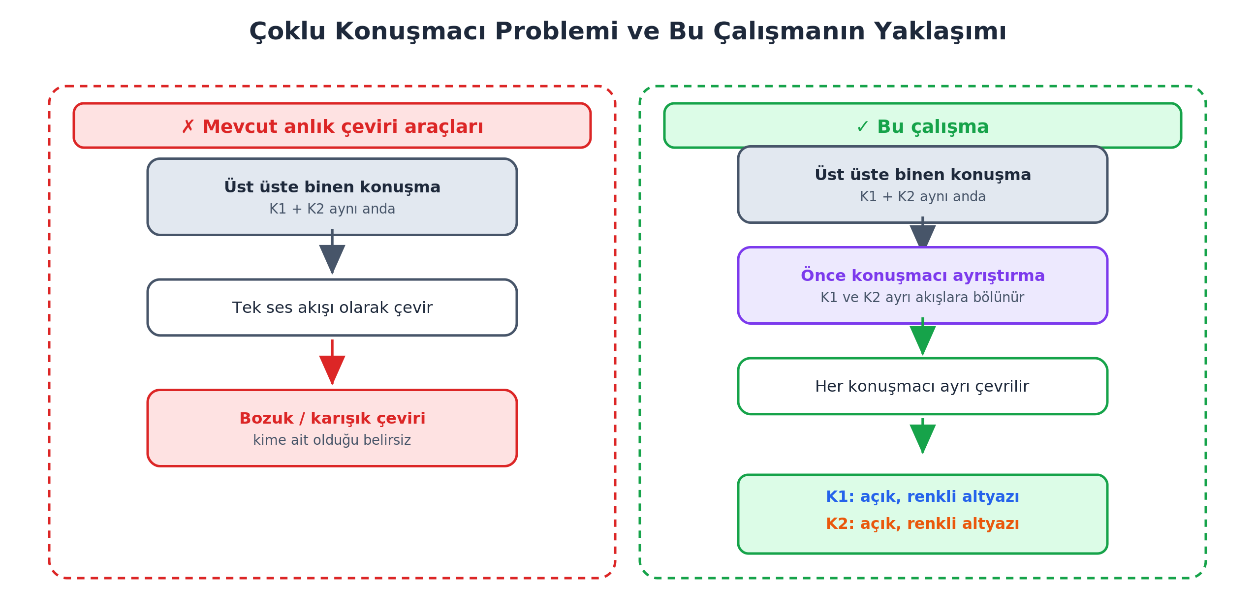 Çoklu Konuşmacı Problemi ve Bu Çalışmanın Yaklaşımı
✗ Mevcut anlık çeviri araçları
Üst üste binen konuşma
K1 + K2 aynı anda
Tek ses akışı olarak çevir
Bozuk / karışık çeviri
kime ait olduğu belirsiz
✓ Bu çalışma
Üst üste binen konuşma
K1 + K2 aynı anda
Önce konuşmacı ayrıştırma
K1 ve K2 ayrı akışlara bölünür
Her konuşmacı ayrı çevrilir
K1: açık, renkli altyazı
K2: açık, renkli altyazı